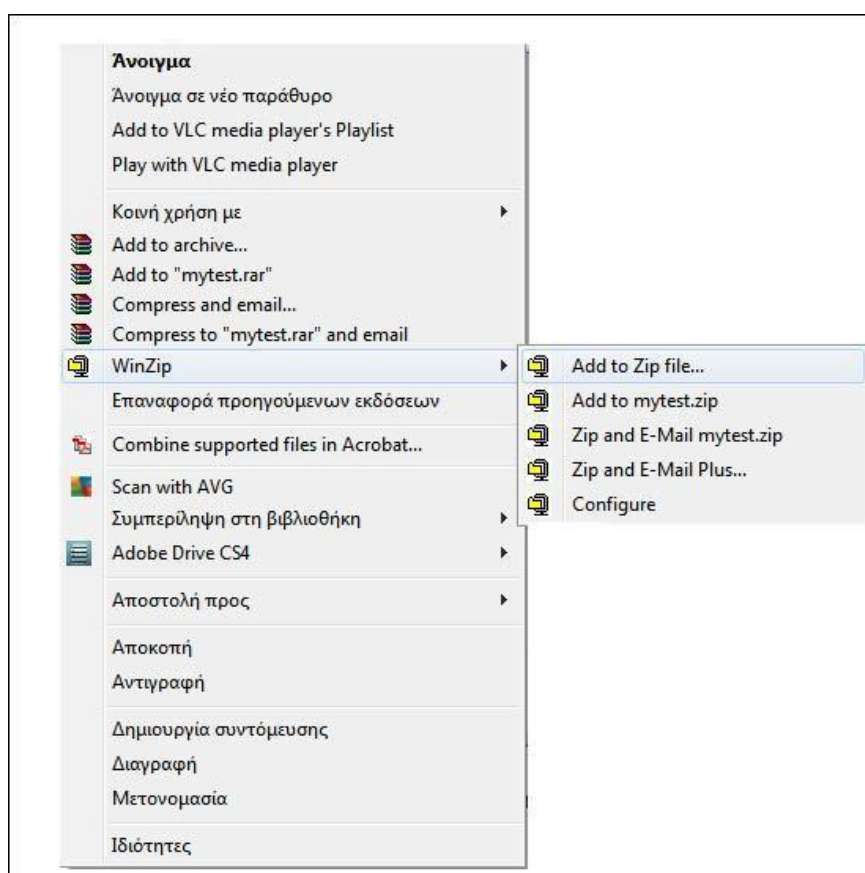 Άνοιγμα
Άνοιγμα σε νέο παράθυρο
Add to VLC media player's Playlist
Play with VLC media player
Κοινή χρήση με
Add to archive...
Add to "mytest.rar"
Compress and email...
Compress to "mytest.rar" and email
WinZip
Επαναφορά προηγούμενων εκδόσεων
Combine supported files in Acrobat...
Scan with AVG
Συμπερίληψη στη βιβλιοθήκη
Adobe Drive CS4
Αποστολή προς
Αποκοπή
Αντιγραφή
Δημιουργία συντόμευσης
Διαγραφή
Μετονομασία
Ιδιότητες
Add to Zip file...
Add to mytest.zip
Zip and E-Mail mytest.zip
Zip and E-Mail Plus...
Configure